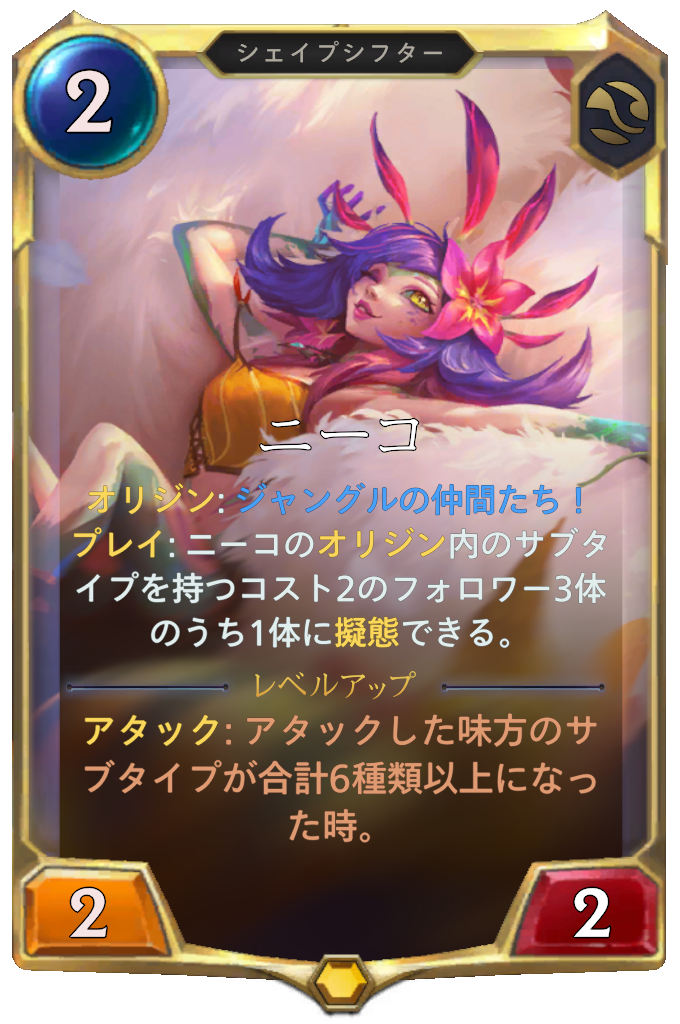 シェイプシフター
2
ニーコ
オリジン: ジャングルの仲間たち！
プレイ: ニーコのオリジン内のサブタ
イプを持つコスト2のフォロワー3体
のうち1体に擬態できる。
レベルアップ
アタック: アタックした味方のサ
ブタイプが合計6種類以上になっ
た時。
2
2